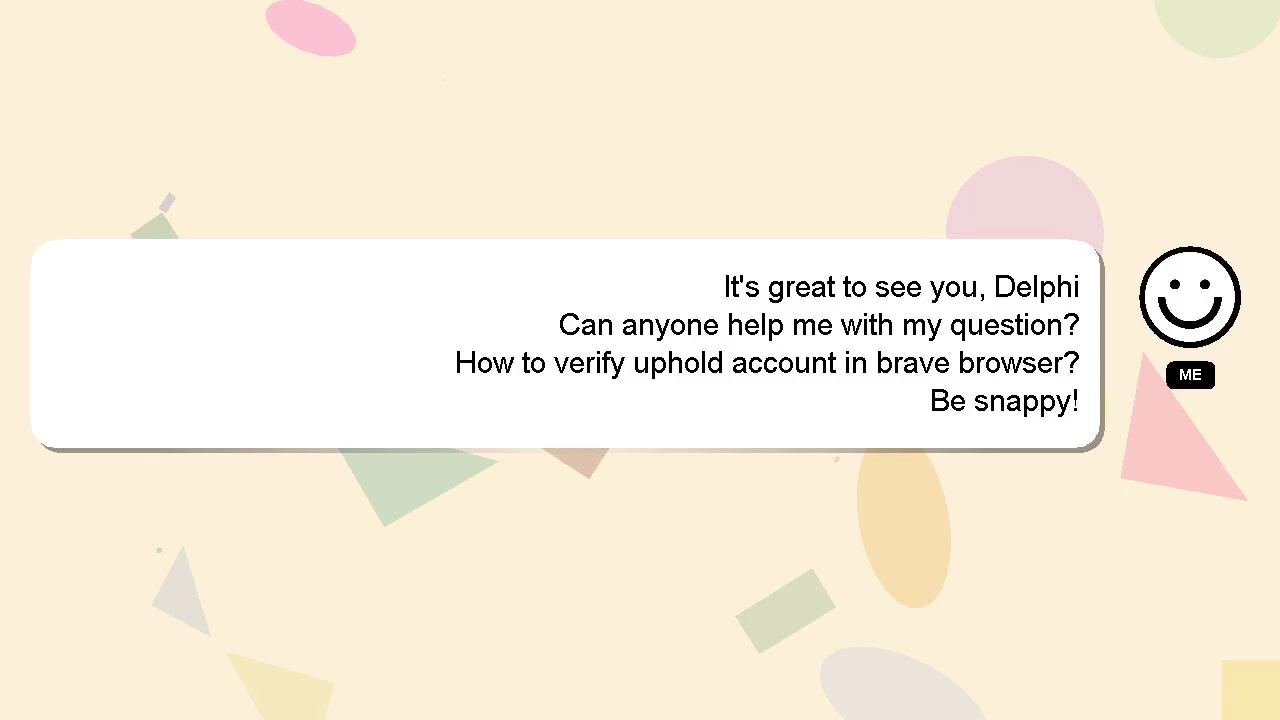 It's great to see you, Delphi
Can anyone help me with my question?
How to verify uphold account in brave browser?
Be snappy!
ME